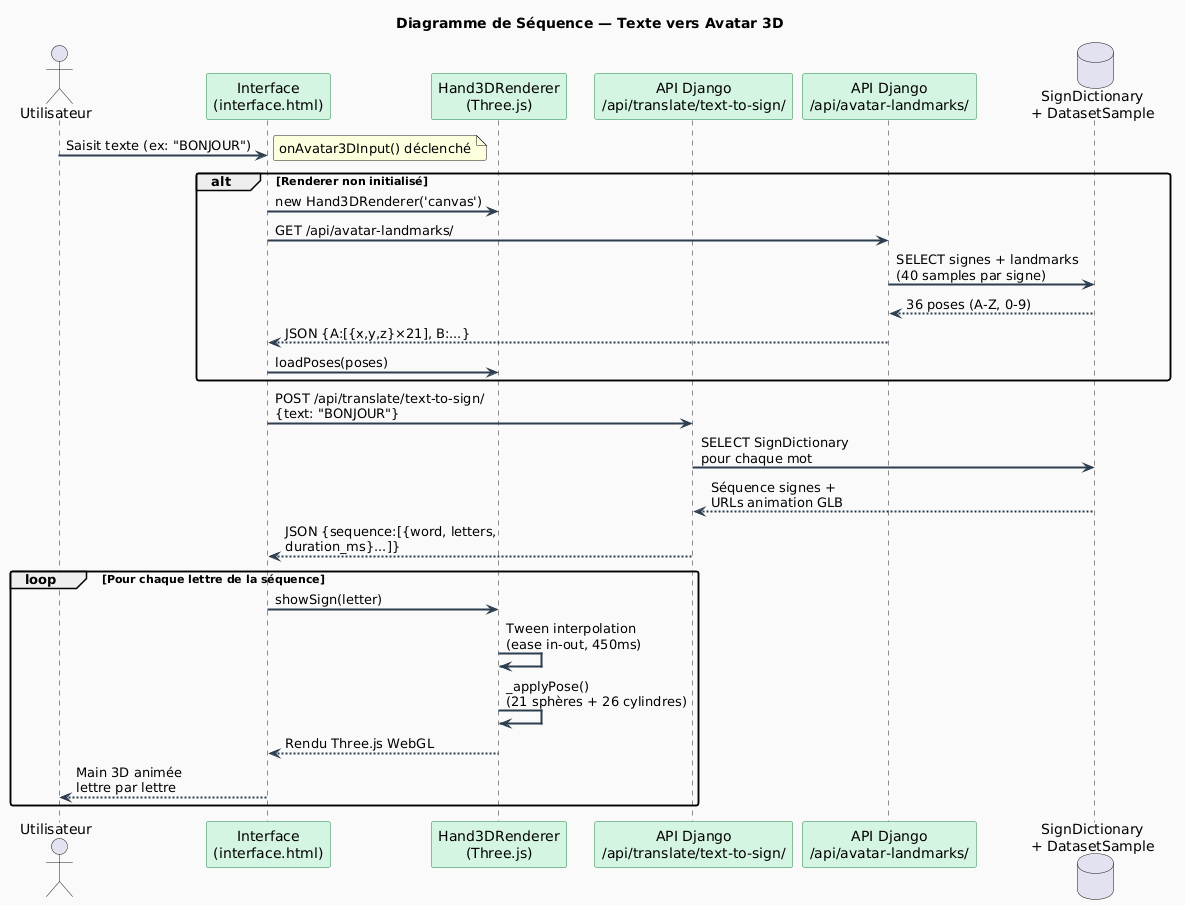 Diagramme de Séquence — Texte vers Avatar 3D
Utilisateur
Interface
(interface.html)
Hand3DRenderer
(Three.js)
API Django
/api/translate/text-to-sign/
API Django
/api/avatar-landmarks/
SignDictionary
+ DatasetSample
Saisit texte (ex: "BONJOUR")
onAvatar3DInput() déclenché
alt
[Renderer non initialisé]
new Hand3DRenderer('canvas')
GET /api/avatar-landmarks/
SELECT signes + landmarks
(40 samples par signe)
36 poses (A-Z, 0-9)
JSON {A:[{x,y,z}×21], B:...}
loadPoses(poses)
POST /api/translate/text-to-sign/
{text: "BONJOUR"}
SELECT SignDictionary
pour chaque mot
Séquence signes +
URLs animation GLB
JSON {sequence:[{word, letters,
duration_ms}...]}
loop
[Pour chaque lettre de la séquence]
showSign(letter)
Tween interpolation
(ease in-out, 450ms)
_applyPose()
(21 sphères + 26 cylindres)
Rendu Three.js WebGL
Main 3D animée
lettre par lettre
Utilisateur
Interface
(interface.html)
Hand3DRenderer
(Three.js)
API Django
/api/translate/text-to-sign/
API Django
/api/avatar-landmarks/
SignDictionary
+ DatasetSample